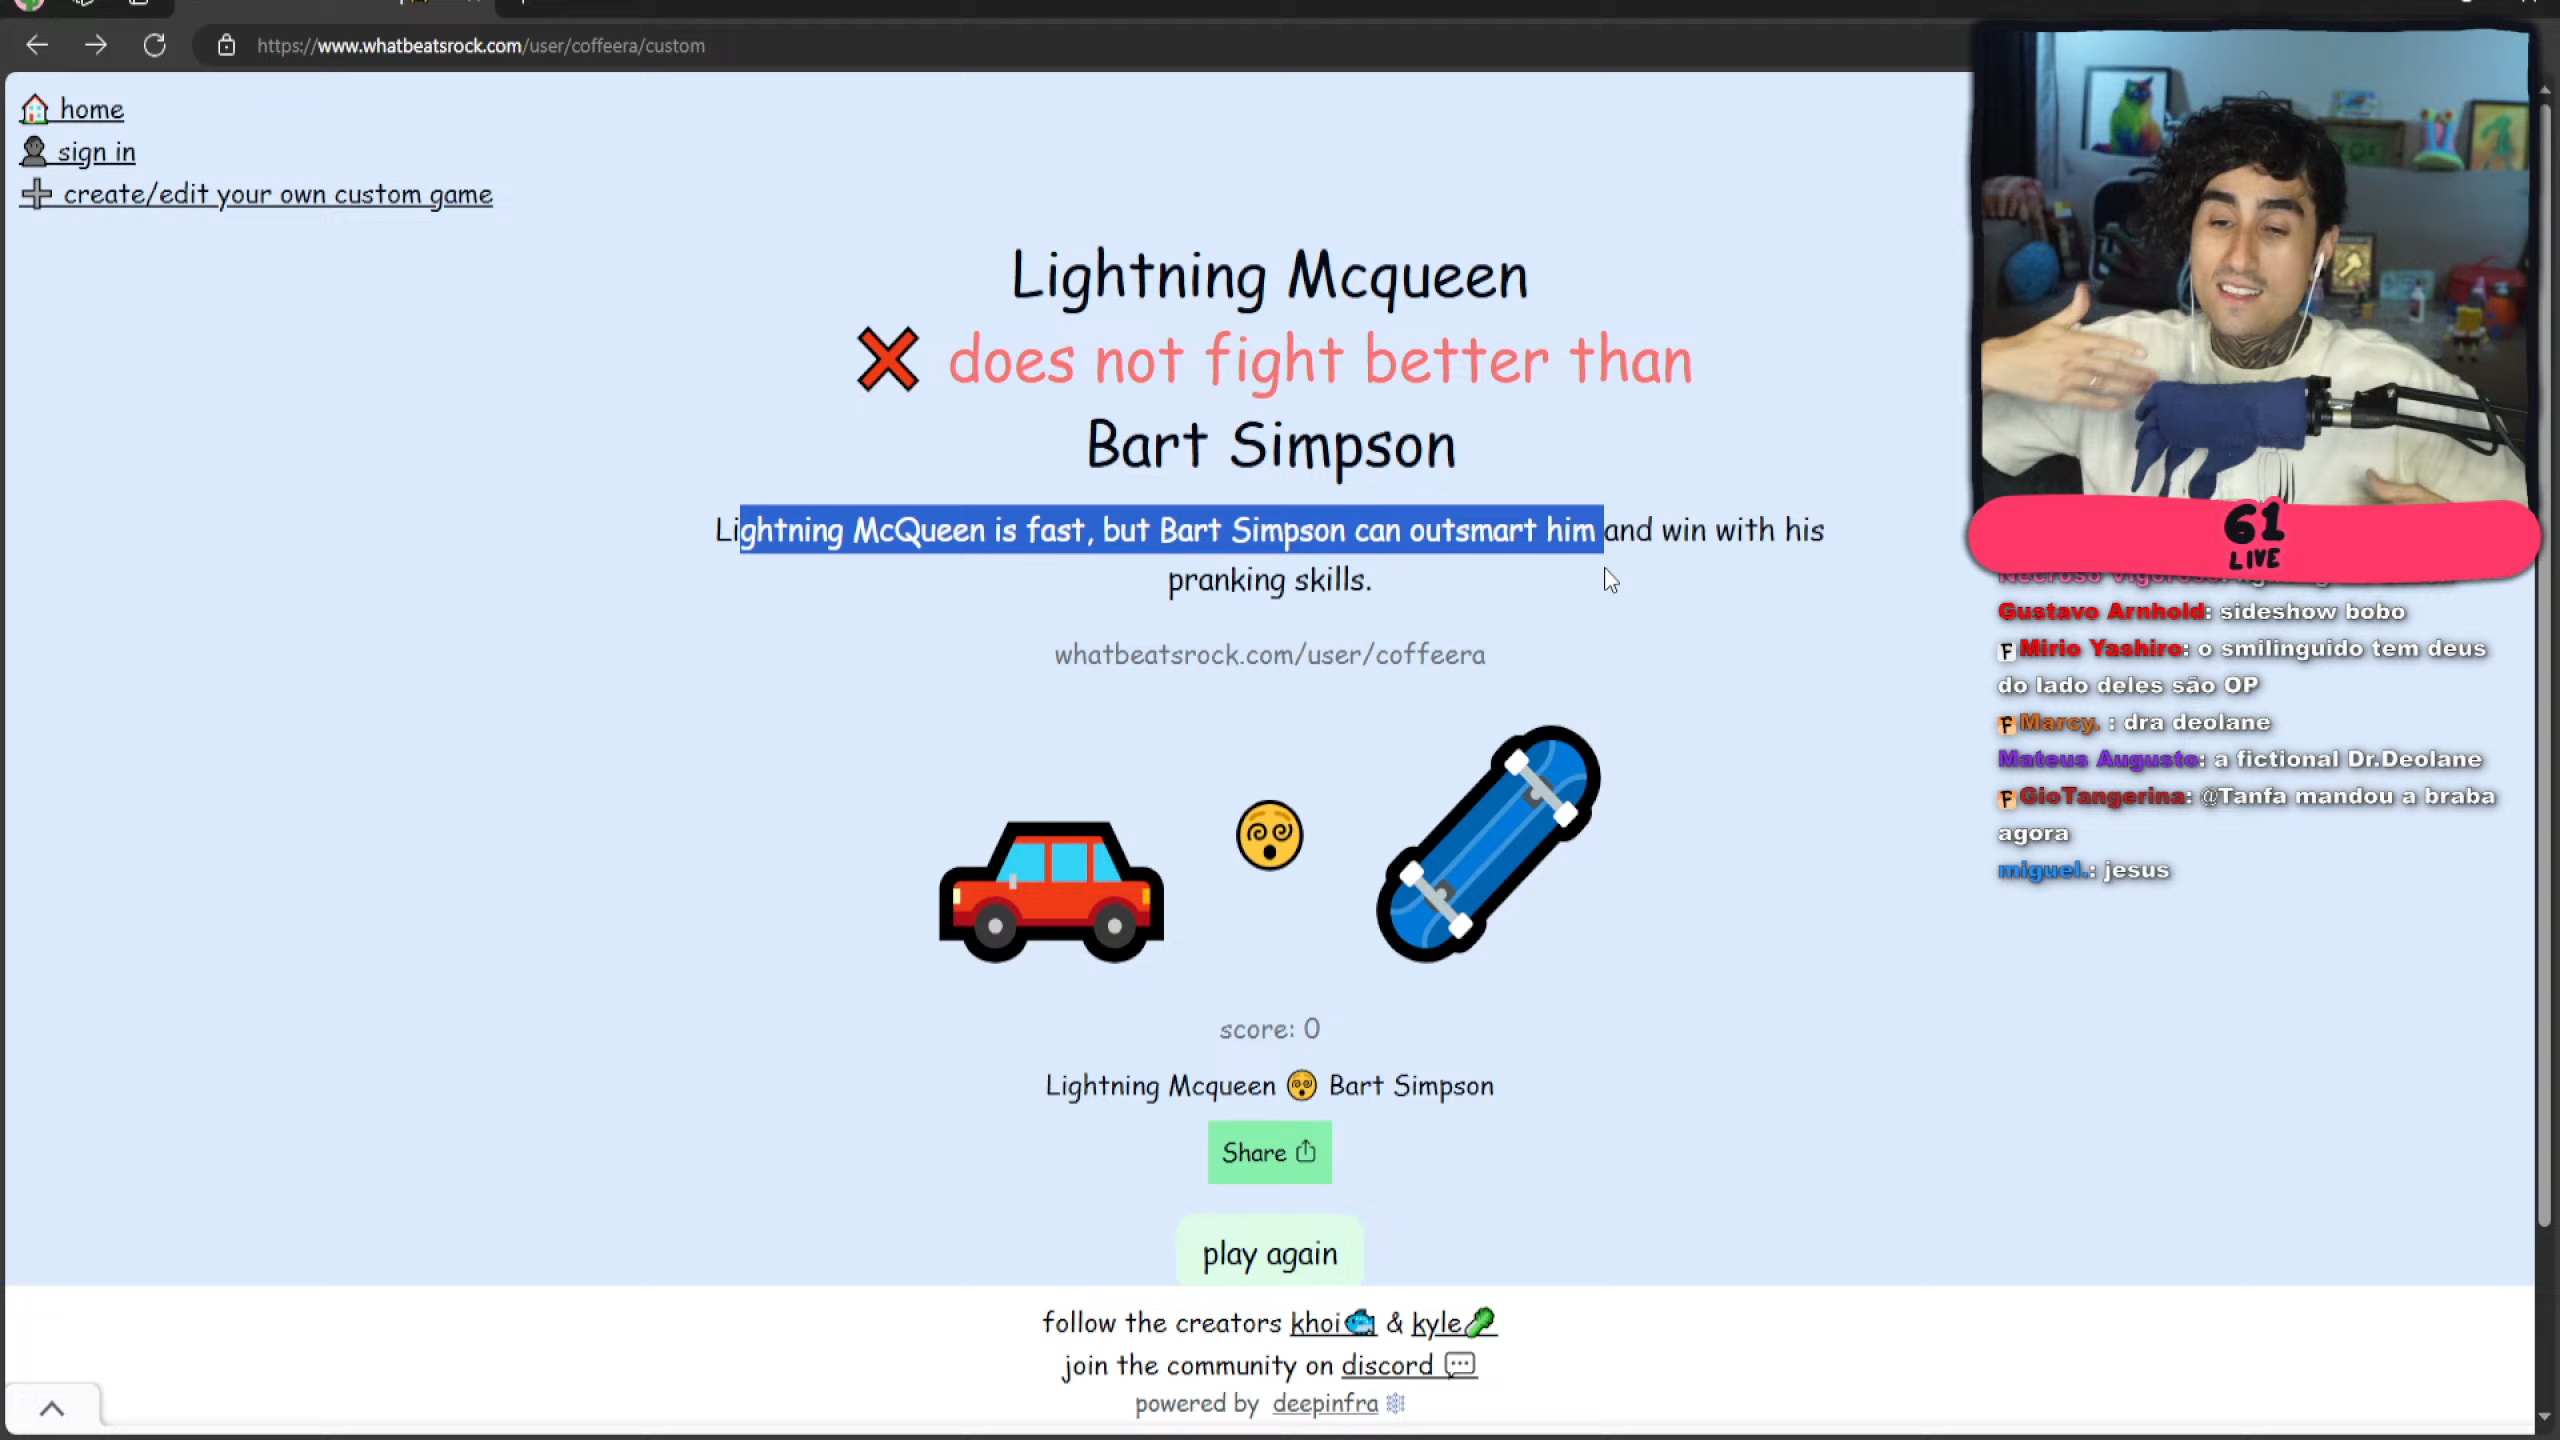 https://www.whatbeatsrock.com/user/coffeera/custom
home
sign in
create/edit your own custom game
Lightning Mcqueen
does not fight better than
Bart Simpson
Lightning McQueen is fast, but Bart Simpson can outsmart him and win with his
pranking skills.
whatbeatsrock.com/user/coffeera
score: 0
Lightning Mcqueen 😵 Bart Simpson
Share
play again
follow the creators khoi🐟 & kyle🥬
join the community on discord 💬
powered by deepinfra
61
LIVE
Gustavo Arnhold: sideshow bobo
Mirio Yashiro: o smilinguido tem deus
do lado deles são OP
Marcy. : dra deolane
Mateus Augusto: a fictional Dr.Deolane
GioTangerina: @Tanfa mandou a braba
agora
miguel.: jesus